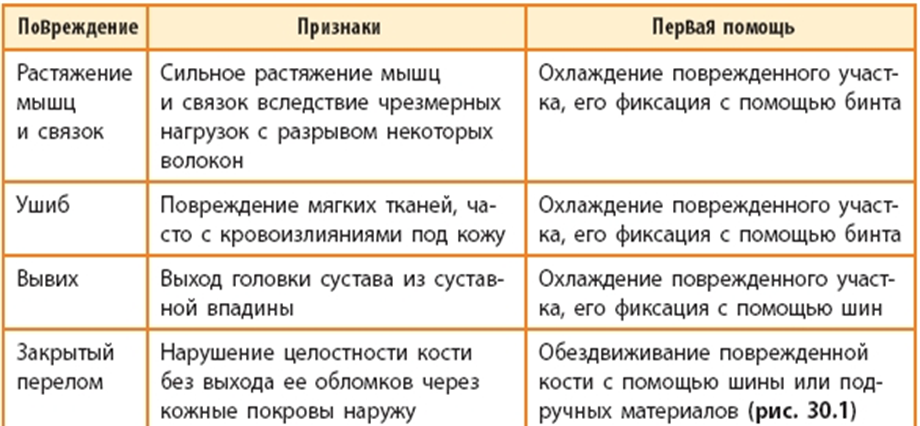 Повреждение
Признаки
Первая помощь
Растяжение
мышц
и связок
Сильное растяжение мышц
и связок вследствие чрезмерных
нагрузок с разрывом некоторых
волокон
Охлаждение поврежденного участ-
ка, его фиксация с помощью бинта
Ушиб
Повреждение мягких тканей, ча-
сто с кровоизлияниями под кожу
Охлаждение поврежденного участ-
ка, его фиксация с помощью бинта
Вывих
Выход головки сустава из сустав-
ной впадины
Охлаждение поврежденного участ-
ка, его фиксация с помощью шин
Закрытый
перелом
Нарушение целостности кости
без выхода ее обломков через
кожные покровы наружу
Обездвиживание поврежденной
кости с помощью шины или под-
ручных материалов (рис. 30.1)